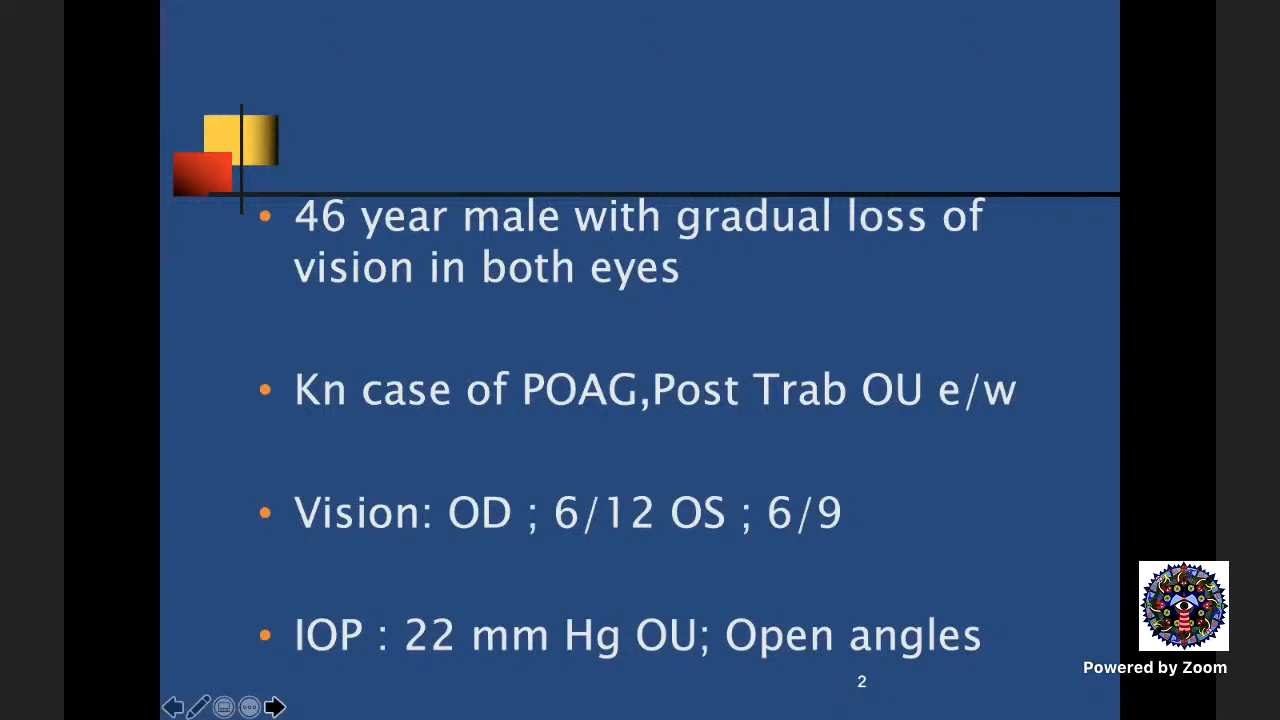 • 46 year male with gradual loss of
vision in both eyes
• Kn case of POAG,Post Trab OU e/w
• Vision: OD ; 6/12 OS ; 6/9
• IOP : 22 mm Hg OU; Open angles
2
Powered by Zoom